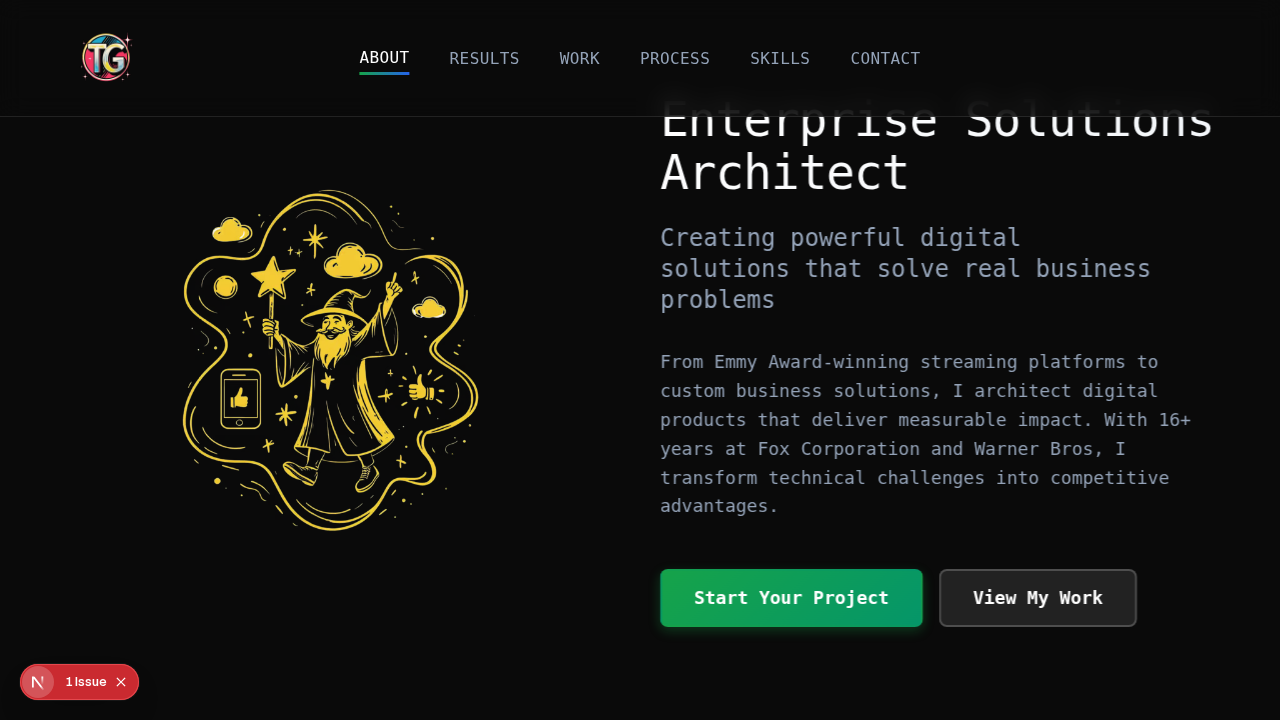 TG
ABOUT
RESULTS
WORK
PROCESS
SKILLS
CONTACT
Enterprise Solutions
Architect
Creating powerful digital
solutions that solve real business
problems
From Emmy Award-winning streaming platforms to
custom business solutions, I architect digital
products that deliver measurable impact. With 16+
years at Fox Corporation and Warner Bros, I
transform technical challenges into competitive
advantages.
Start Your Project
View My Work
N
1 Issue